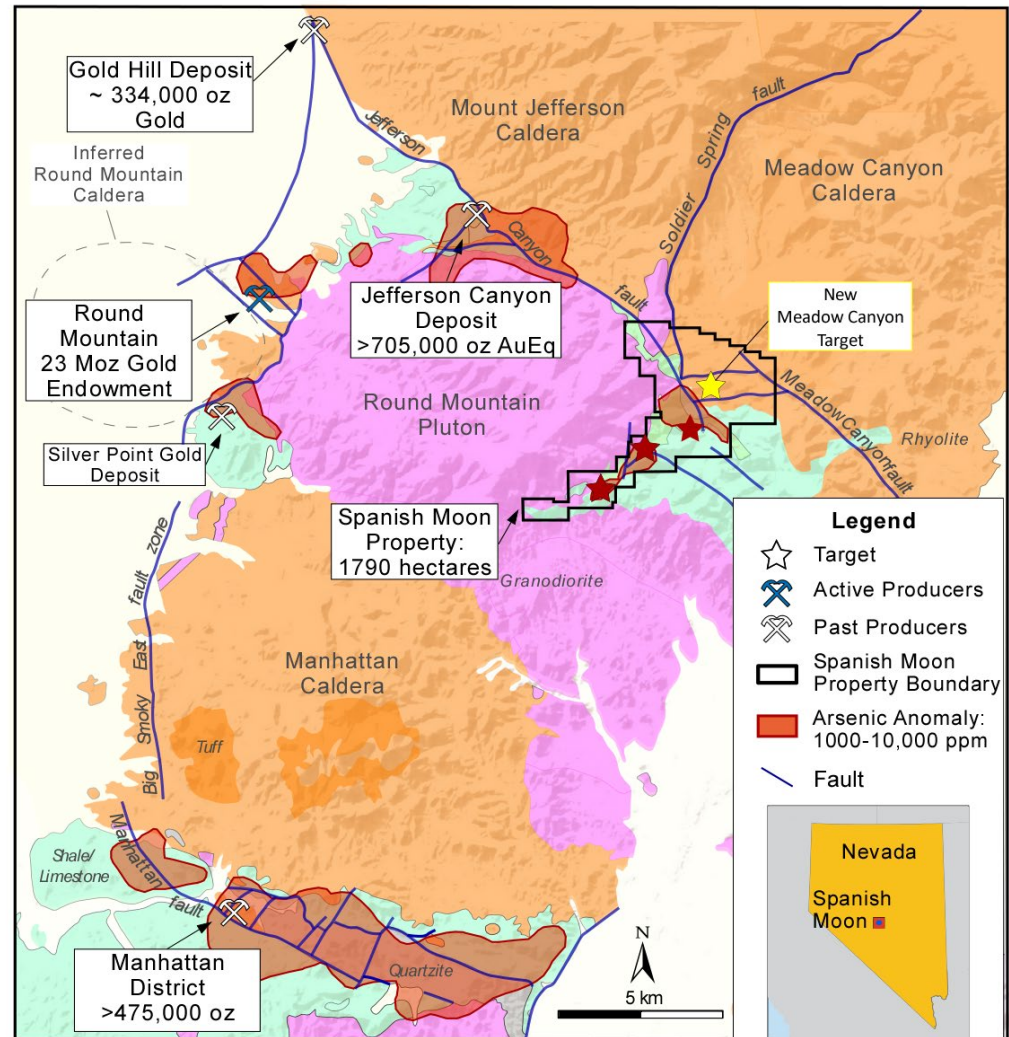 Gold Hill Deposit
~ 334,000 oz
Gold
Mount Jefferson
Caldera
Jefferson
Canyon
fault
Soldier
Spring
fault
Meadow Canyon
Caldera
Inferred
Round Mountain
Caldera
Round
Mountain
23 Moz Gold
Endowment
Jefferson Canyon
Deposit
>705,000 oz AuEq
New
Meadow Canyon
Target
Round Mountain
Pluton
Meadow Canyon fault
Rhyolite
Silver Point Gold
Deposit
Spanish Moon
Property:
1790 hectares
Granodiorite
Big Smoky East fault zone
Manhattan
Caldera
Tuff
Shale/
Limestone
Manhattan
fault
Quartzite
Manhattan
District
>475,000 oz
N
5 km
Legend
Target
Active Producers
Past Producers
Spanish Moon
Property Boundary
Arsenic Anomaly:
1000-10,000 ppm
Fault
Nevada
Spanish
Moon